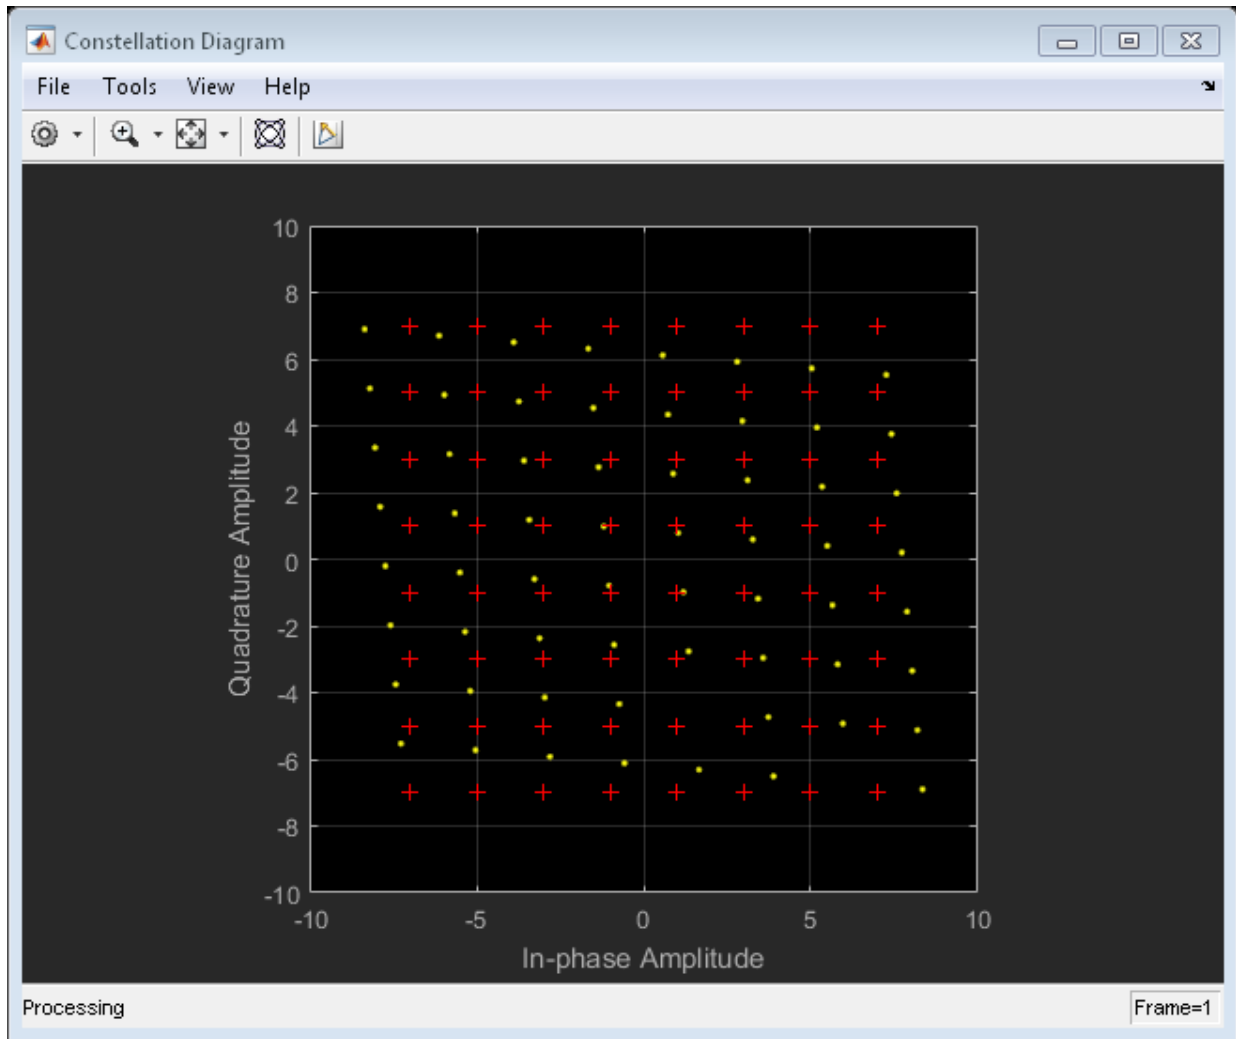 Constellation Diagram
File Tools View Help
10
8
6
4
2
0
-2
-4
-6
-8
-10
Quadrature Amplitude
-10 -5 0 5 10
In-phase Amplitude
Processing Frame=1